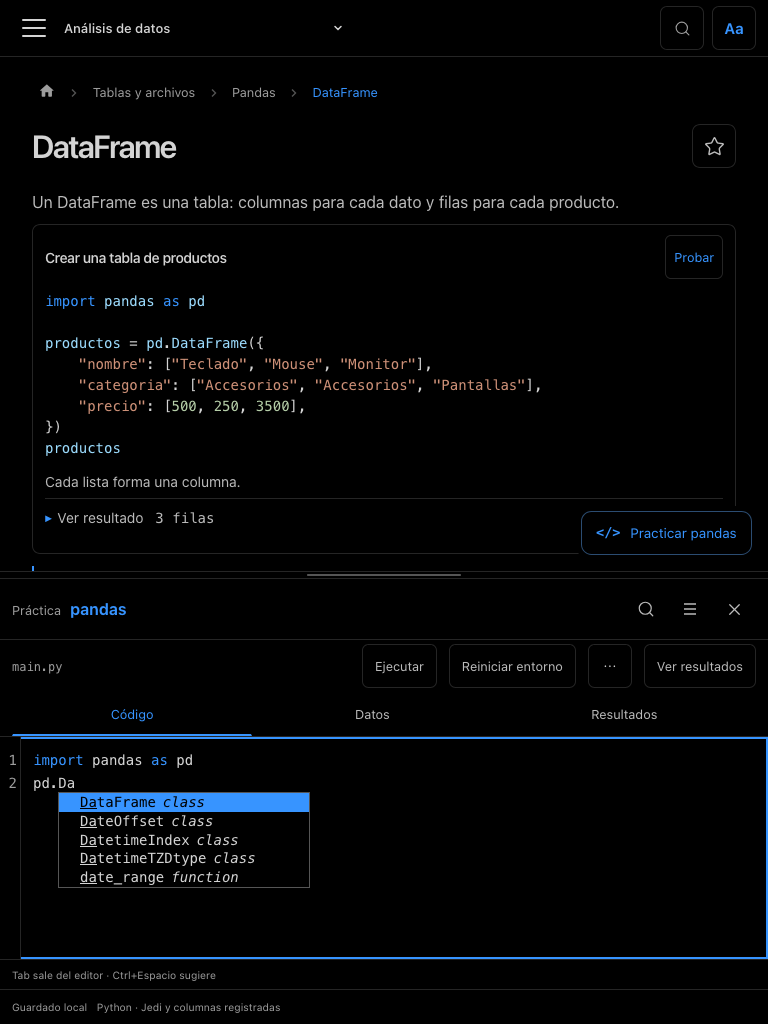 Análisis de datos
Aa
Tablas y archivos > Pandas > DataFrame
DataFrame
Un DataFrame es una tabla: columnas para cada dato y filas para cada producto.
Crear una tabla de productos
Probar
import pandas as pd
productos = pd.DataFrame({
    "nombre": ["Teclado", "Mouse", "Monitor"],
    "categoria": ["Accesorios", "Accesorios", "Pantallas"],
    "precio": [500, 250, 3500],
})
productos
Cada lista forma una columna.
▸ Ver resultado 3 filas
</> Practicar pandas
Práctica pandas
main.py
Ejecutar
Reiniciar entorno
···
Ver resultados
Código
Datos
Resultados
1 import pandas as pd
2 pd.Da
DataFrame class
DateOffset class
DatetimeIndex class
DatetimeTZDtype class
date_range function
Tab sale del editor · Ctrl+Espacio sugiere
Guardado local Python · Jedi y columnas registradas